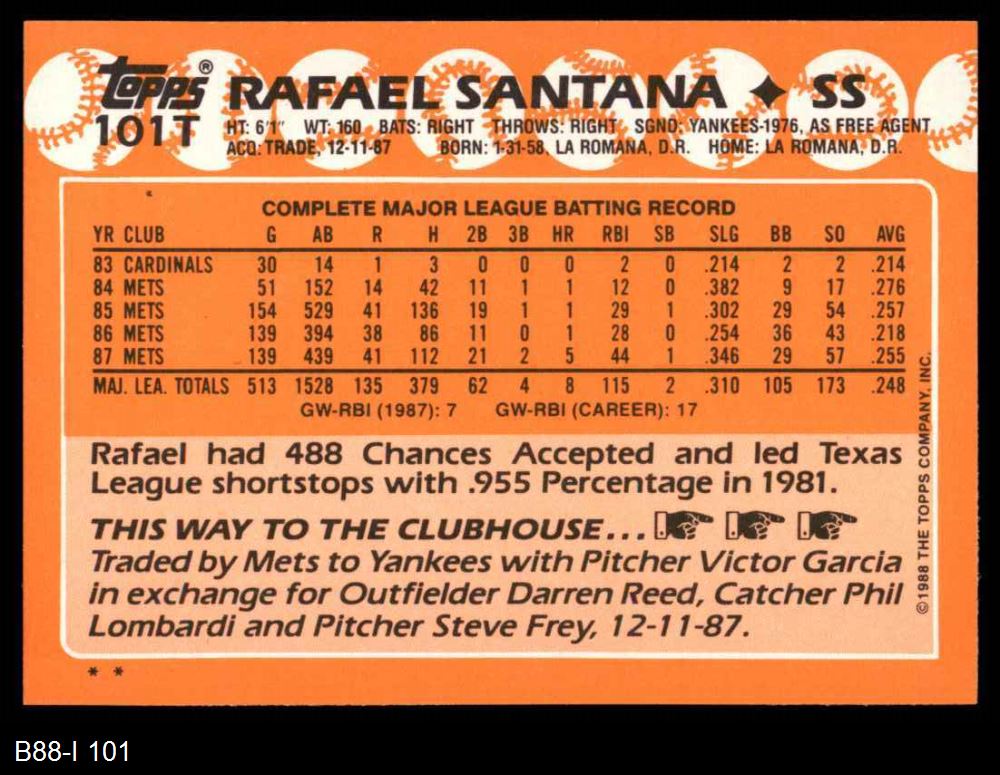 topps® RAFAEL SANTANA ♦ SS
101T HT: 6'1" WT: 160 BATS: RIGHT THROWS: RIGHT SGND: YANKEES-1976, AS FREE AGENT
ACQ: TRADE, 12-11-87 BORN: 1-31-58, LA ROMANA, D.R. HOME: LA ROMANA, D.R.
COMPLETE MAJOR LEAGUE BATTING RECORD
YR CLUB G AB R H 2B 3B HR RBI SB SLG BB SO AVG
83 CARDINALS 30 14 1 3 0 0 0 2 0 .214 2 2 .214
84 METS 51 152 14 42 11 1 1 12 0 .382 9 17 .276
85 METS 154 529 41 136 19 1 1 29 1 .302 29 54 .257
86 METS 139 394 38 86 11 0 1 28 0 .254 36 43 .218
87 METS 139 439 41 112 21 2 5 44 1 .346 29 57 .255
MAJ. LEA. TOTALS 513 1528 135 379 62 4 8 115 2 .310 105 173 .248
GW-RBI (1987): 7 GW-RBI (CAREER): 17
Rafael had 488 Chances Accepted and led Texas
League shortstops with .955 Percentage in 1981.
THIS WAY TO THE CLUBHOUSE...
Traded by Mets to Yankees with Pitcher Victor Garcia
in exchange for Outfielder Darren Reed, Catcher Phil
Lombardi and Pitcher Steve Frey, 12-11-87.
©1988 THE TOPPS COMPANY, INC.
* *
B88-I 101